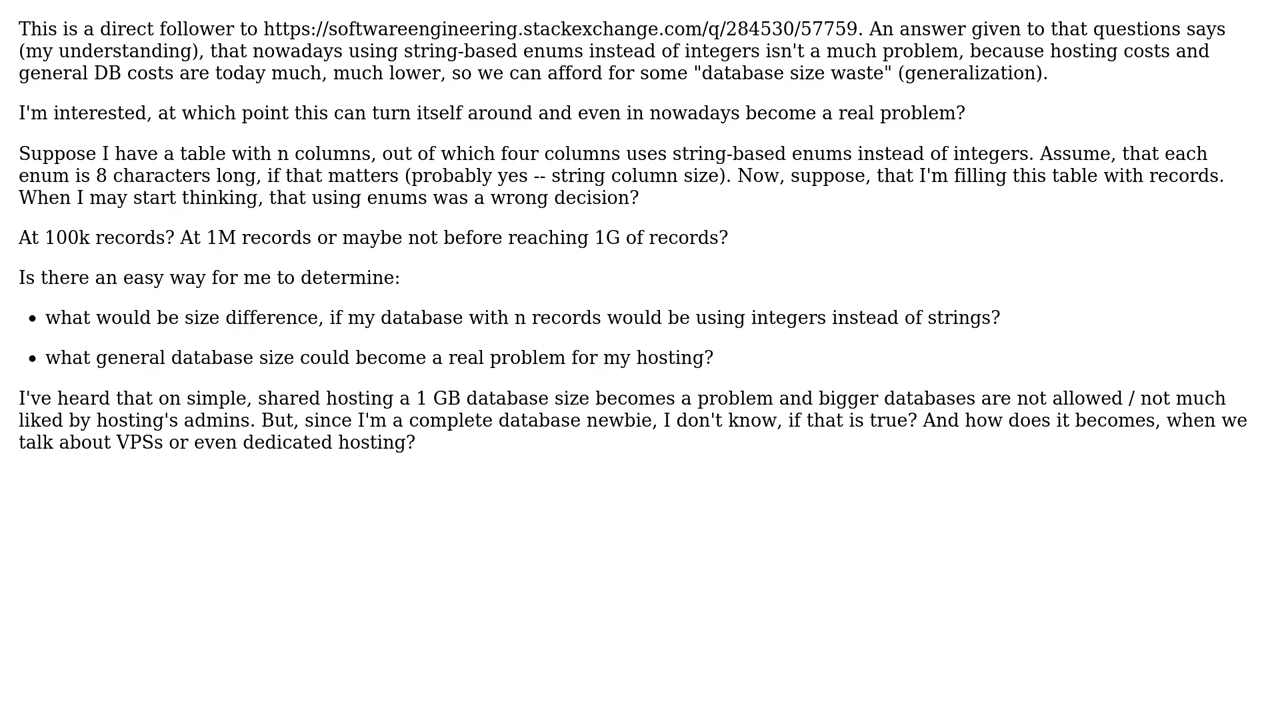 This is a direct follower to https://softwareengineering.stackexchange.com/q/284530/57759. An answer given to that questions says
(my understanding), that nowadays using string-based enums instead of integers isn't a much problem, because hosting costs and
general DB costs are today much, much lower, so we can afford for some "database size waste" (generalization).
I'm interested, at which point this can turn itself around and even in nowadays become a real problem?
Suppose I have a table with n columns, out of which four columns uses string-based enums instead of integers. Assume, that each
enum is 8 characters long, if that matters (probably yes -- string column size). Now, suppose, that I'm filling this table with records.
When I may start thinking, that using enums was a wrong decision?
At 100k records? At 1M records or maybe not before reaching 1G of records?
Is there an easy way for me to determine:
• what would be size difference, if my database with n records would be using integers instead of strings?
• what general database size could become a real problem for my hosting?
I've heard that on simple, shared hosting a 1 GB database size becomes a problem and bigger databases are not allowed / not much
liked by hosting's admins. But, since I'm a complete database newbie, I don't know, if that is true? And how does it becomes, when we
talk about VPSs or even dedicated hosting?